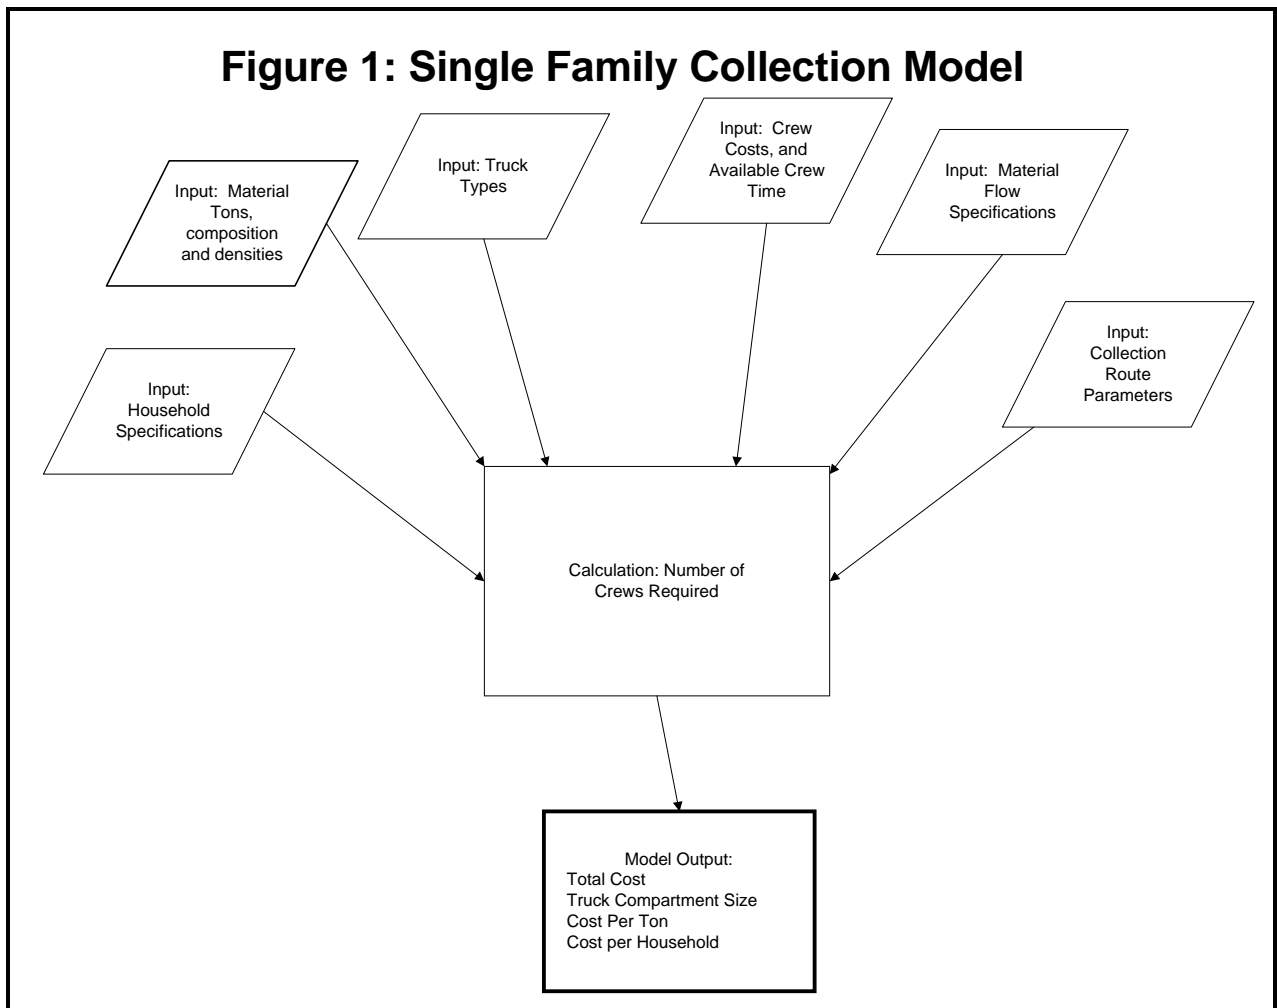 Figure 1: Single Family Collection Model
Input:  Crew
Costs, and
Available Crew
Time
Input: Truck
Types
Input:  Material
Flow
Specifications
Input:  Material
Tons,
composition
and densities
Input:
Collection
Route
Parameters
Input:
Household
Specifications
Calculation: Number of
Crews Required
Model Output:
Total Cost
Truck Compartment Size
Cost Per Ton
Cost per Household